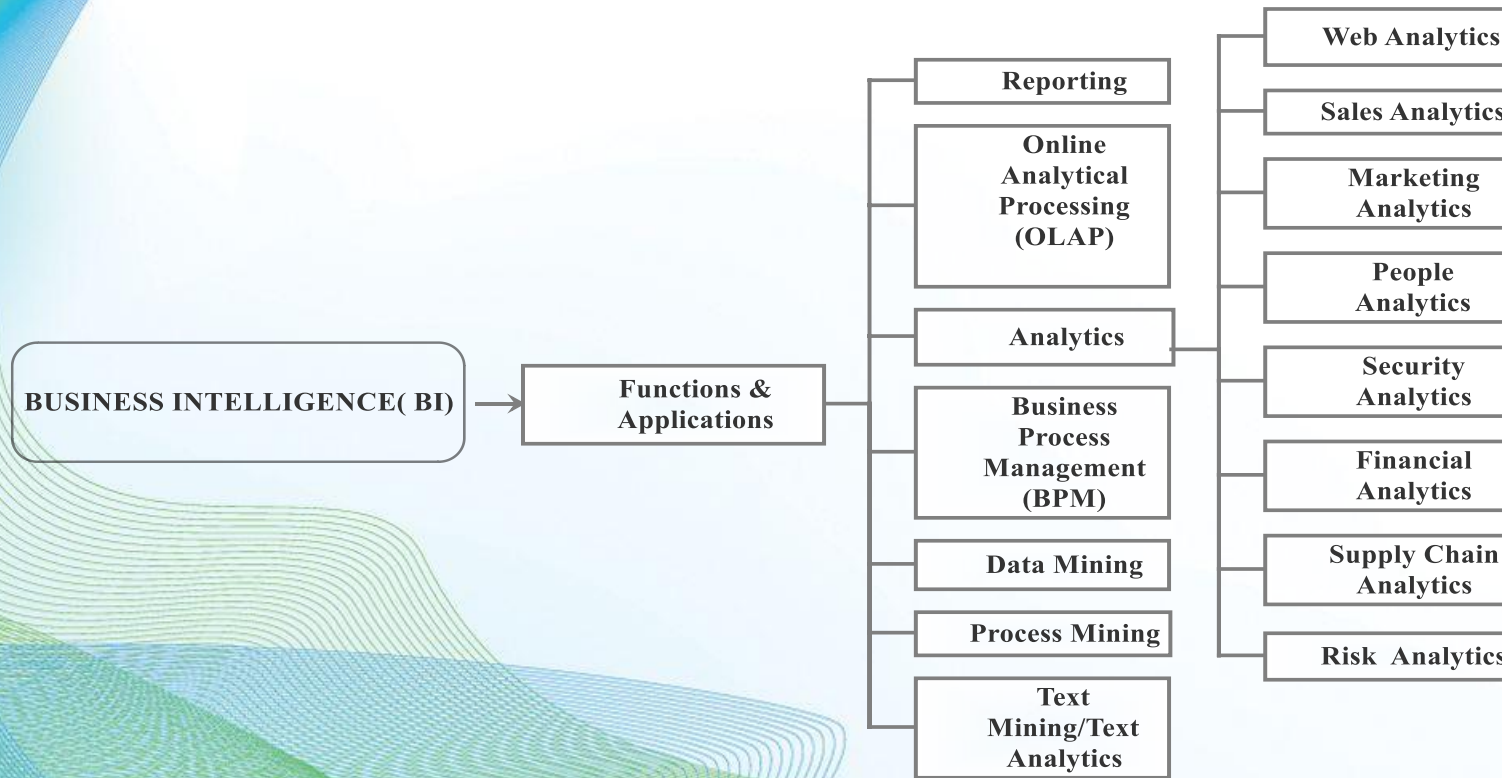 BUSINESS INTELLIGENCE( BI)
Functions &
Applications
Reporting
Online
Analytical
Processing
(OLAP)
Analytics
Business
Process
Management
(BPM)
Data Mining
Process Mining
Text
Mining/Text
Analytics
Web Analytics
Sales Analytics
Marketing
Analytics
People
Analytics
Security
Analytics
Financial
Analytics
Supply Chain
Analytics
Risk  Analytics